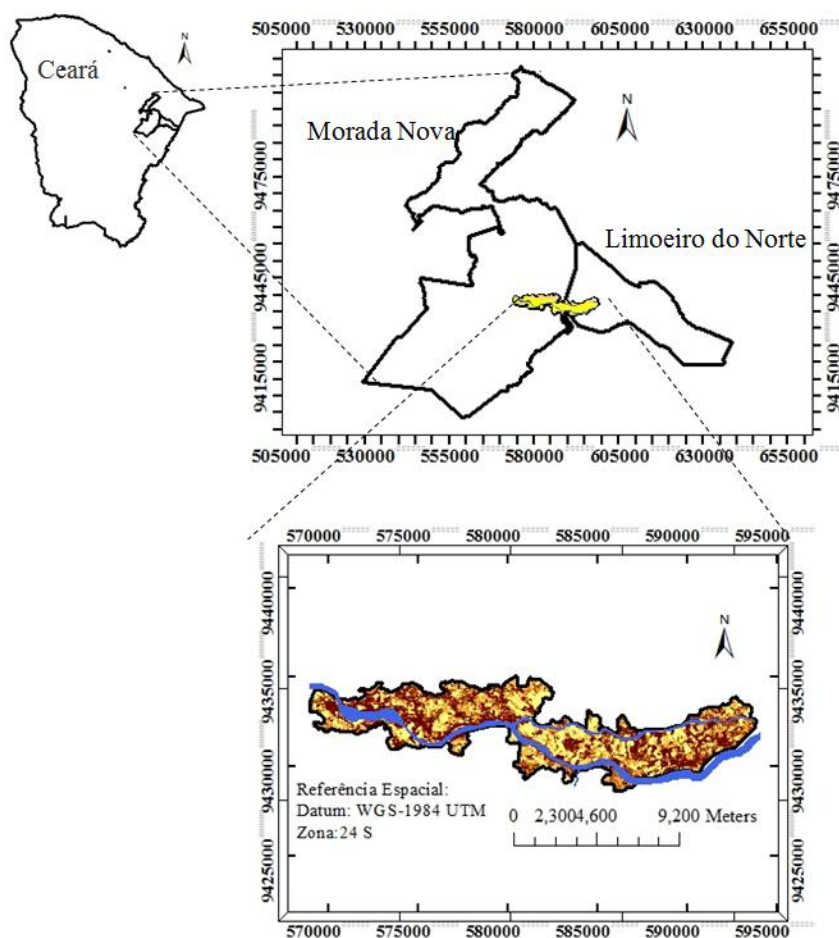 Ceará
N
505000 530000 555000 580000 605000 630000 655000
Morada Nova
N
Limoeiro do Norte
9475000
9445000
9415000
9475000
9445000
9415000
505000 530000 555000 580000 605000 630000 655000
570000 575000 580000 585000 590000 595000
9440000
9435000
9430000
9425000
N
9440000
9435000
9430000
9425000
Referência Espacial:
Datum: WGS-1984 UTM
Zona:24 S
0 2,3004,600 9,200 Meters
570000 575000 580000 585000 590000 595000